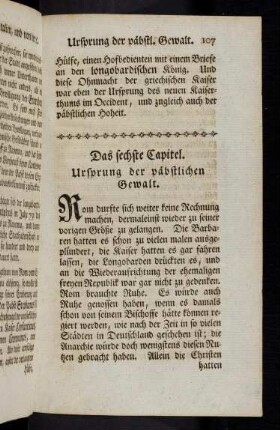 Ursprung der päbstl. Gewalt. 107
Hülfe, einen Hofbedienten mit einem Briefe
an den longobardischen König. Und
diese Ohnmacht der griechischen Kaiser
war eben der Ursprung des neuen Kaiser-
thums im Occident, und zugleich auch der
päbstlichen Hoheit.
Das sechste Capitel.
Ursprung der päbstlichen
Gewalt.
Rom durfte sich weiter keine Rechnung
machen, dermaleinst wieder zu seiner
vorigen Größe zu gelangen. Die Barba-
ren hatten es schon zu vielen malen ausge-
plündert, die Kaiser hatten es gar fahren
lassen, die Longobarden drückten es, und
an die Wiederaufrichtung der ehemaligen
freyen Republik war gar nicht zu gedenken.
Rom brauchte Ruhe. Es würde auch
Ruhe genossen haben, wenn es damals
schon von seinem Bischoffe hätte können re-
giert werden, wie nach der Zeit in so vielen
Städten in Deutschland geschehen ist; die
Anarchie würde doch wenigstens diesen Nu-
tzen gebracht haben. Allein die Christen
hatten